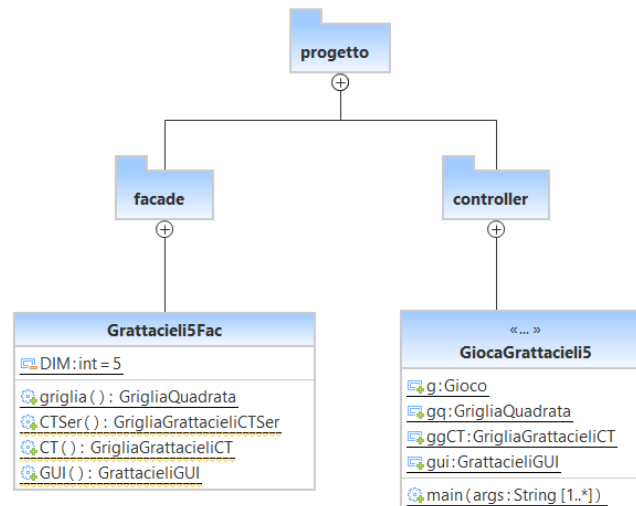 progetto
facade
controller
Grattacieli5Fac
DIM:int = 5
griglia ( ) : GrigliaQuadrata
CTSer ( ) : GrigliaGrattacieliCTSer
CT ( ) : GrigliaGrattacieliCT
GUI ( ) : GrattacieliGUI
«... »
GiocaGrattacieli5
g:Gioco
gq:GrigliaQuadrata
ggCT:GrigliaGrattacieliCT
gui:GrattacieliGUI
main (args : String [1..*] )